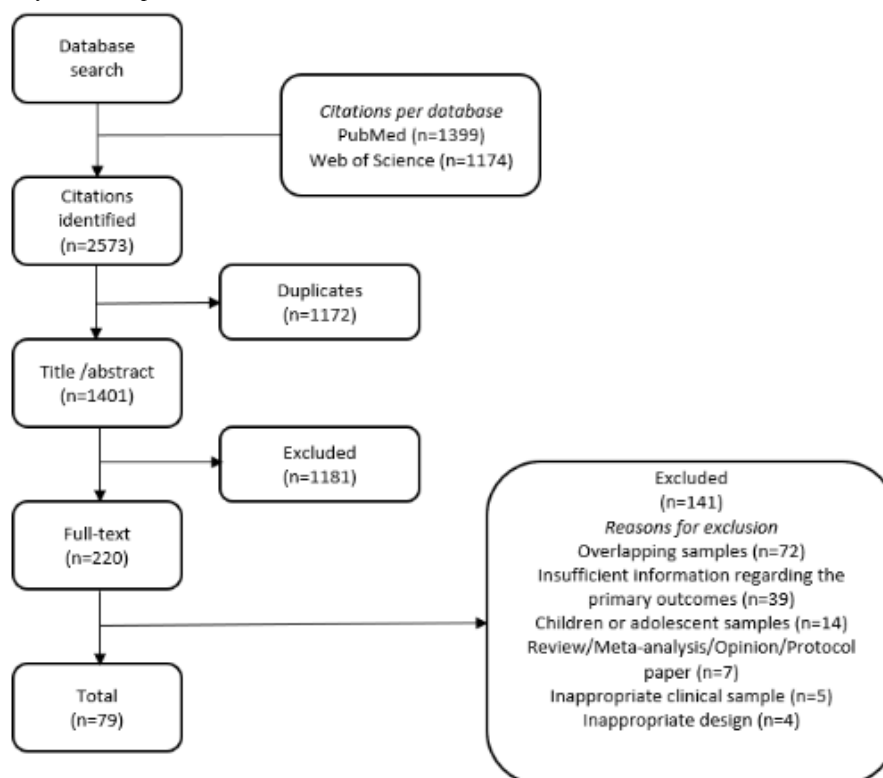 Database
search
Citations per database
PubMed (n=1399)
Web of Science (n=1174)
Citations
identified
(n=2573)
Duplicates
(n=1172)
Title /abstract
(n=1401)
Excluded
(n=1181)
Full-text
(n=220)
Excluded
(n=141)
Reasons for exclusion
Overlapping samples (n=72)
Insufficient information regarding the
primary outcomes (n=39)
Children or adolescent samples (n=14)
Review/Meta-analysis/Opinion/Protocol
paper (n=7)
Inappropriate clinical sample (n=5)
Inappropriate design (n=4)
Total
(n=79)